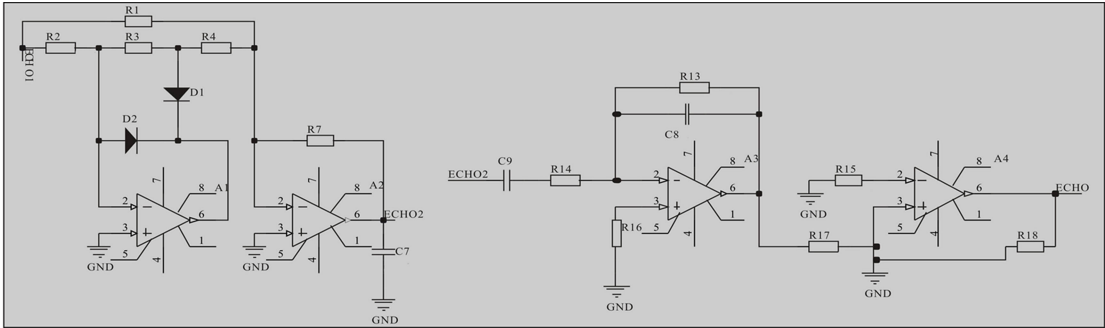 R1
R2
R3
R4
ECHO1
D1
D2
R7
7
8
A1
2
6
3
1
5
4
GND
7
8
A2
2
6
ECHO2
3
1
5
4
GND
C7
GND
R13
C8
ECHO2
C9
R14
7
8
A3
2
6
3
1
5
4
R16
GND
R15
GND
7
8
A4
2
6
ECHO
3
1
5
4
R17
R18
GND